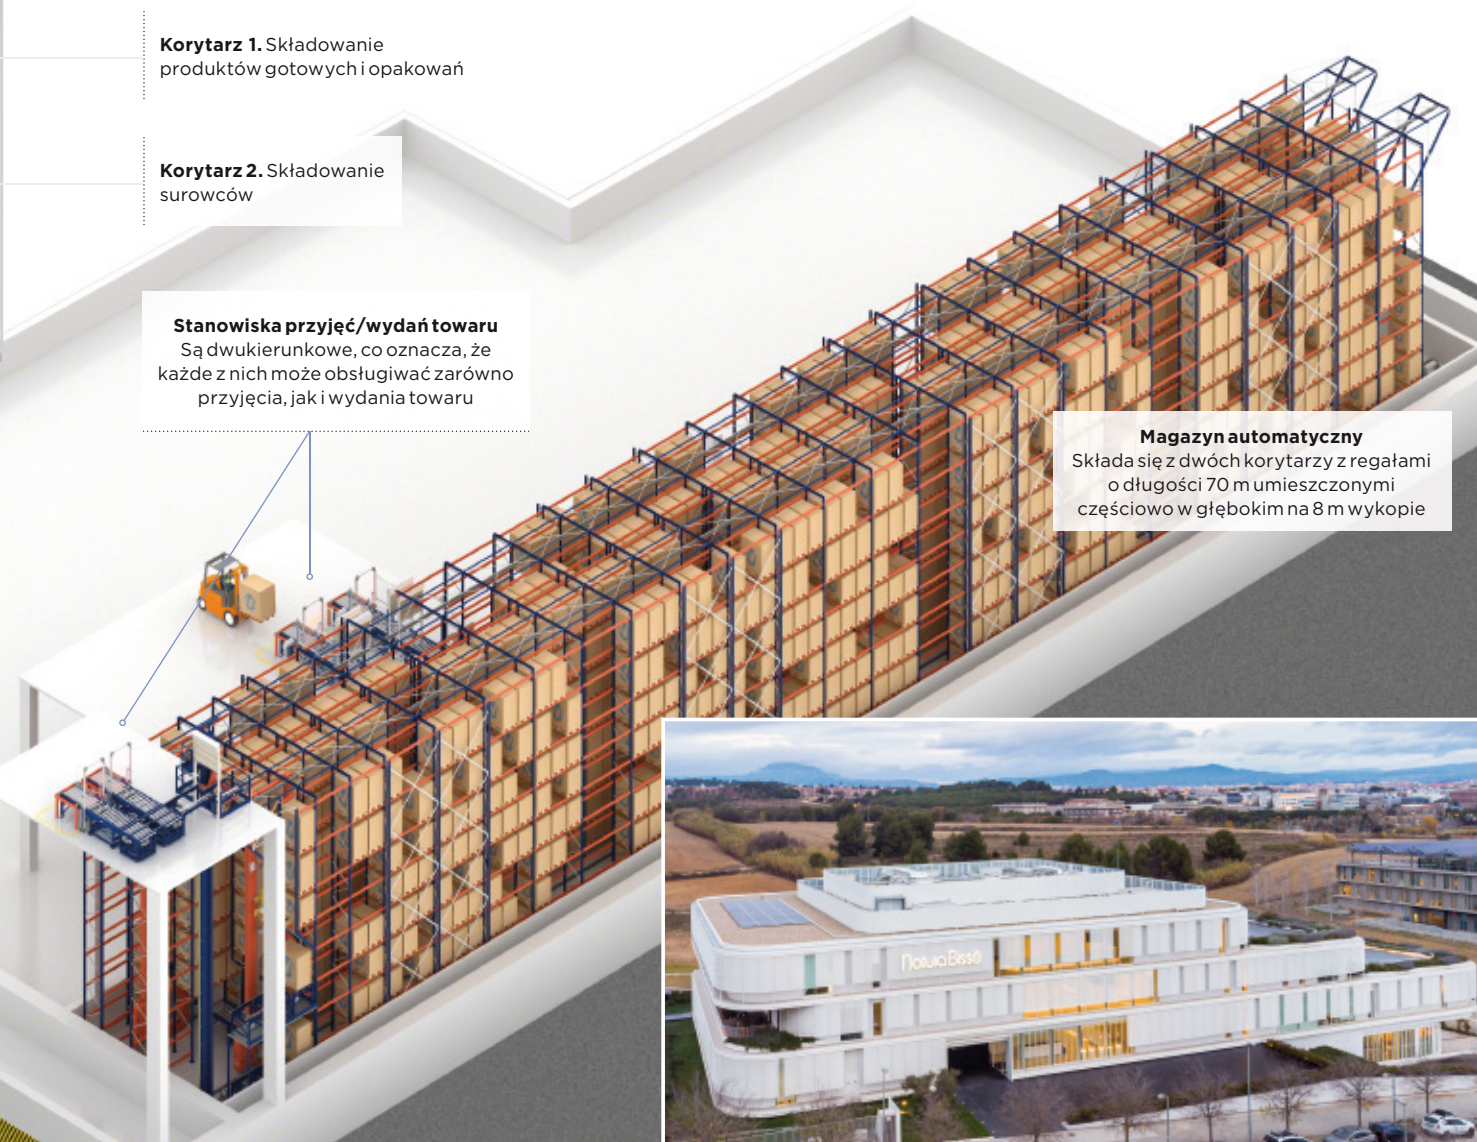 Korytarz 1. Składowanie
produktów gotowych i opakowań
Korytarz 2. Składowanie
surowców
Stanowiska przyjęć/wydań towaru
Są dwukierunkowe, co oznacza, że
każde z nich może obsługiwać zarówno
przyjęcia, jak i wydania towaru
Magazyn automatyczny
Składa się z dwóch korytarzy z regałami
o długości 70 m umieszczonymi
częściowo w głębokim na 8 m wykopie
Natura Bissé